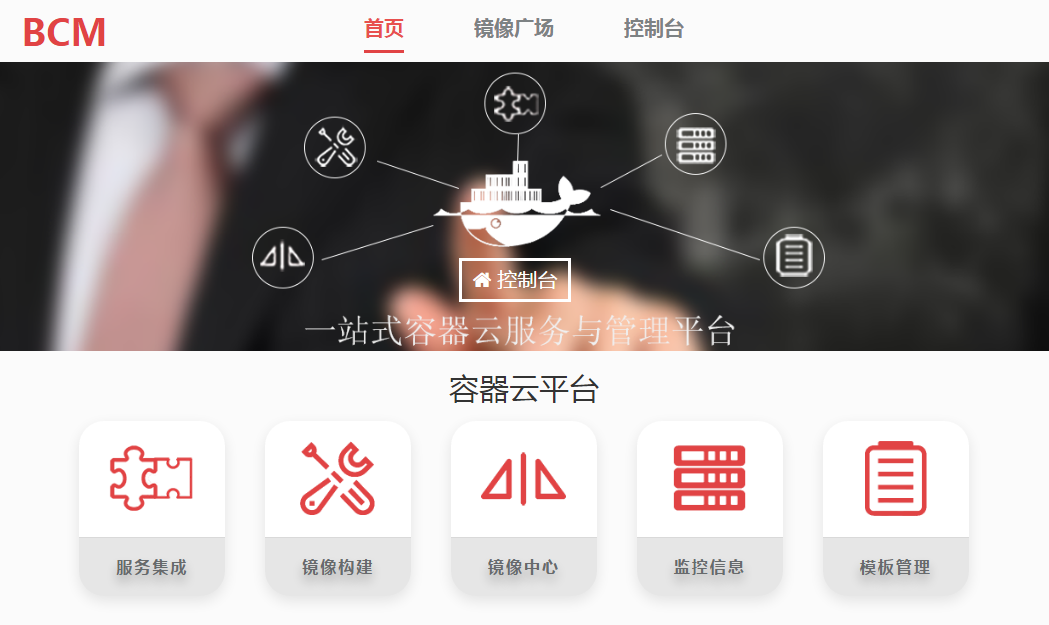 BCM
首页 镜像广场 控制台
控制台
一站式容器云服务与管理平台
容器云平台
服务集成 镜像构建 镜像中心 监控信息 模板管理